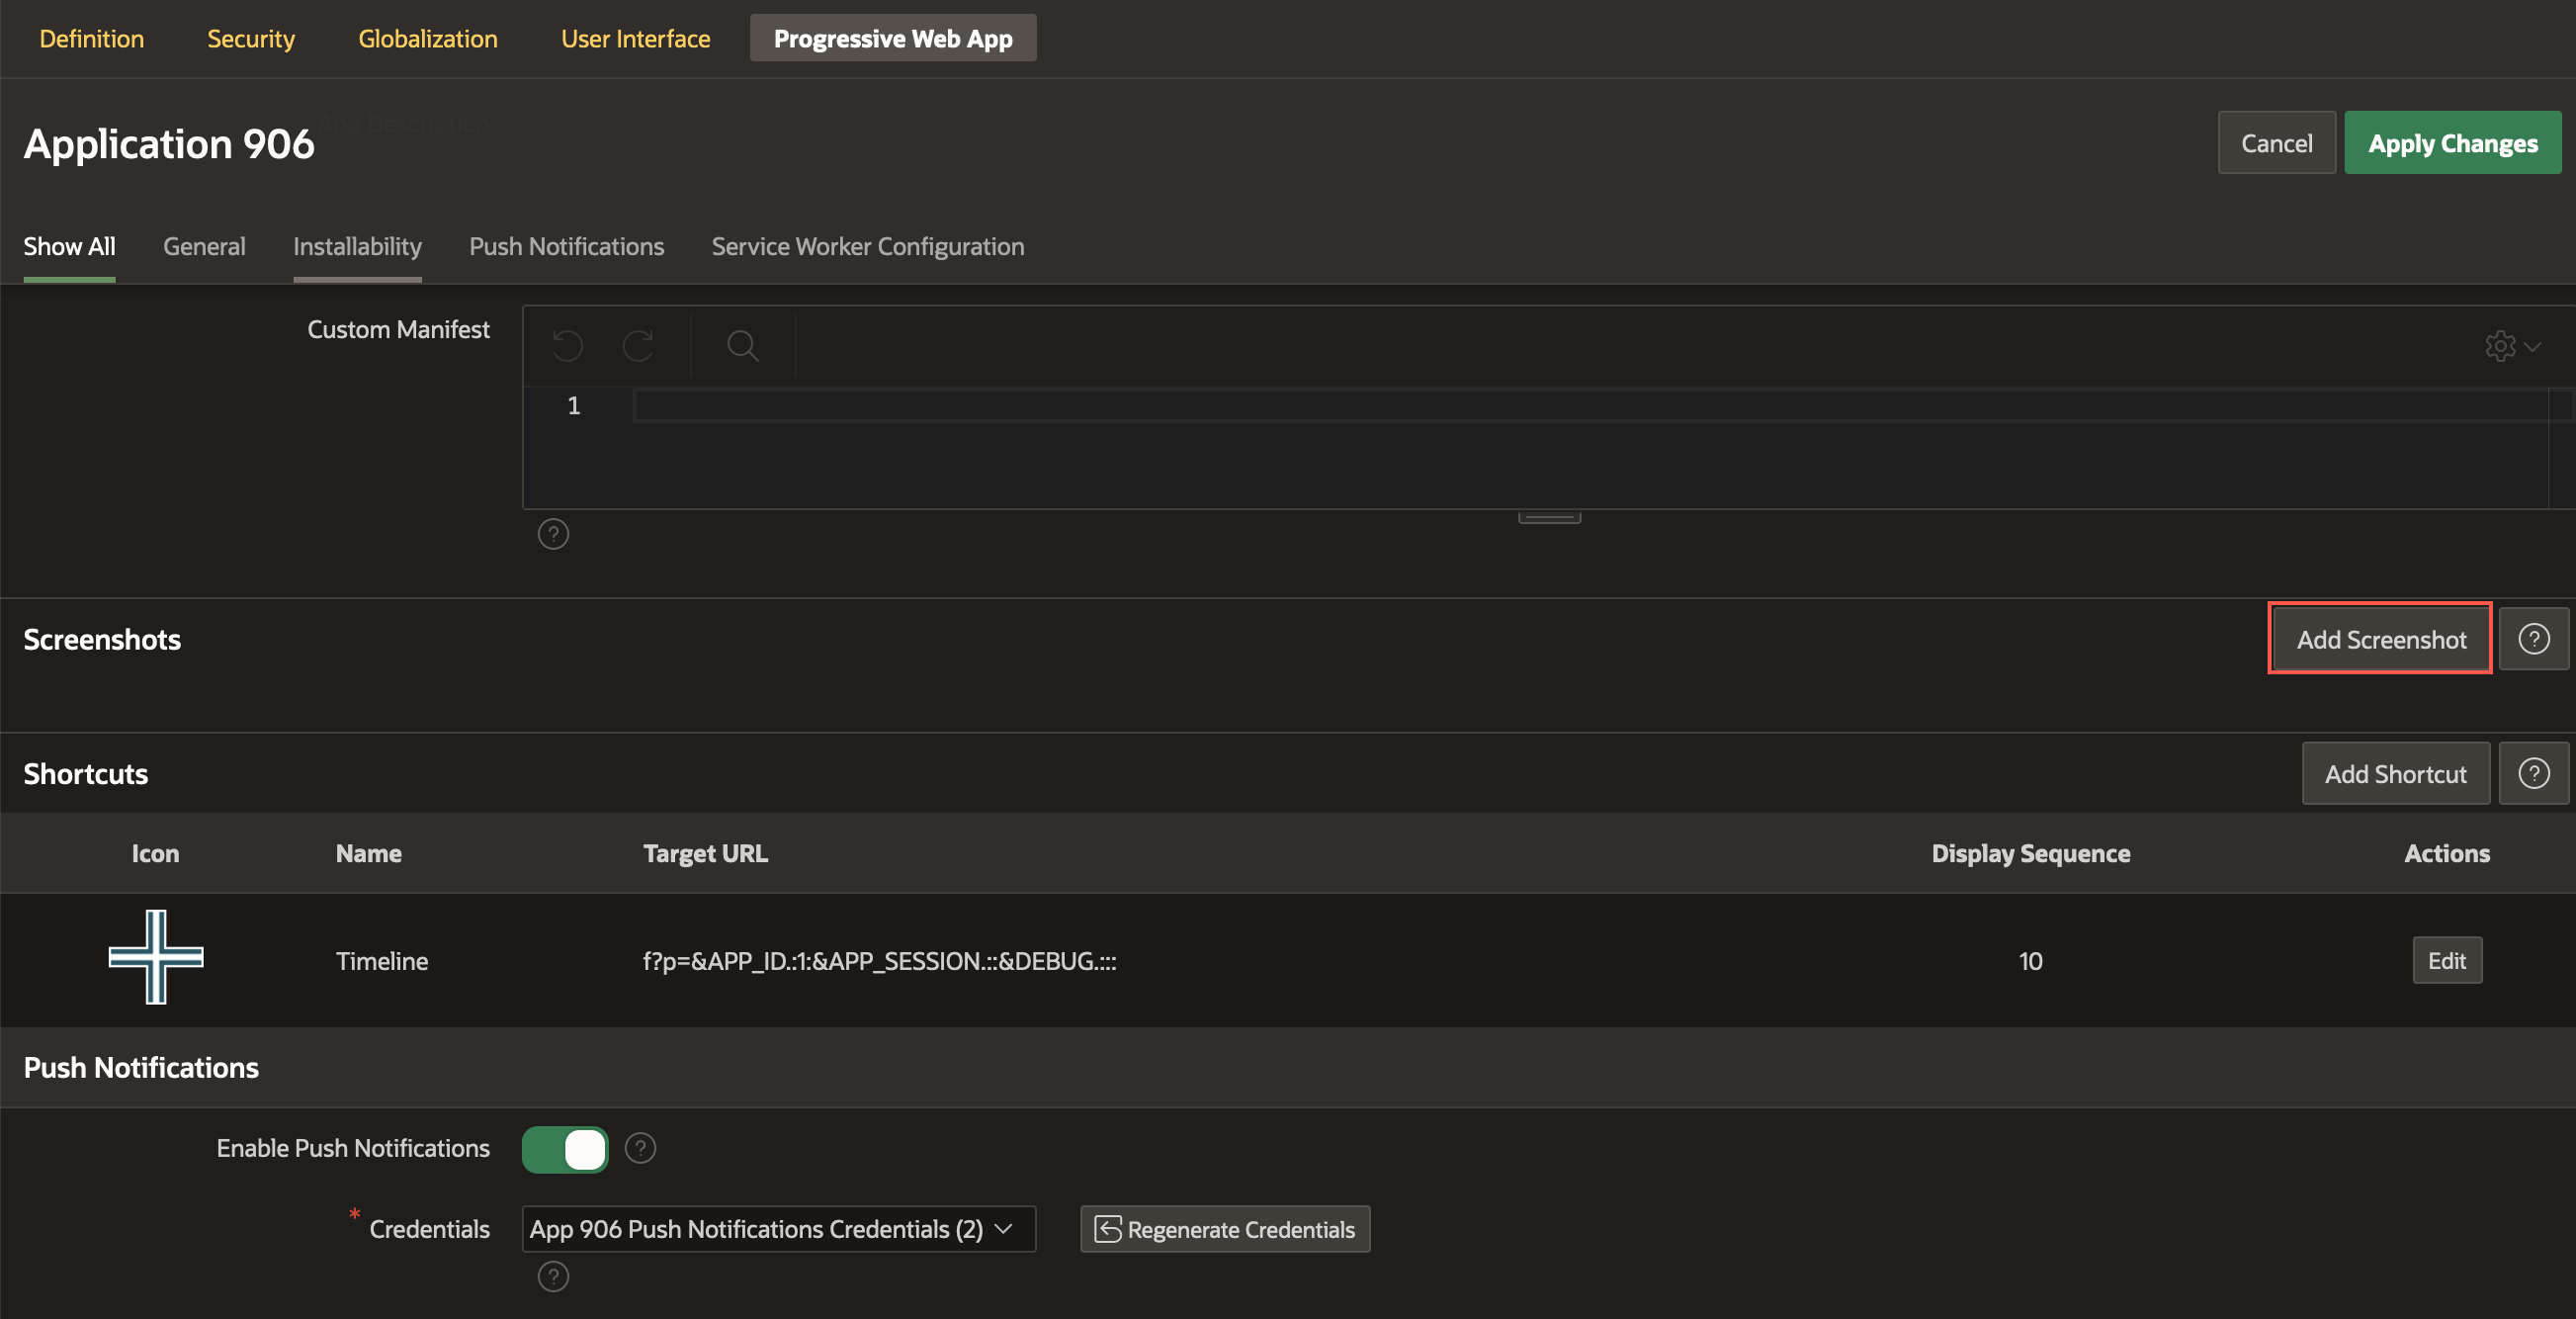 Definition Security Globalization User Interface Progressive Web App
App Description
Application 906
Cancel Apply Changes
Show All General Installability Push Notifications Service Worker Configuration
Custom Manifest
1
?
Screenshots Add Screenshot ?
Shortcuts Add Shortcut ?
Icon Name Target URL Display Sequence Actions
Timeline f?p=&APP_ID.:1:&APP_SESSION.::&DEBUG.::: 10 Edit
Push Notifications
Enable Push Notifications ?
* Credentials App 906 Push Notifications Credentials (2) Regenerate Credentials
?